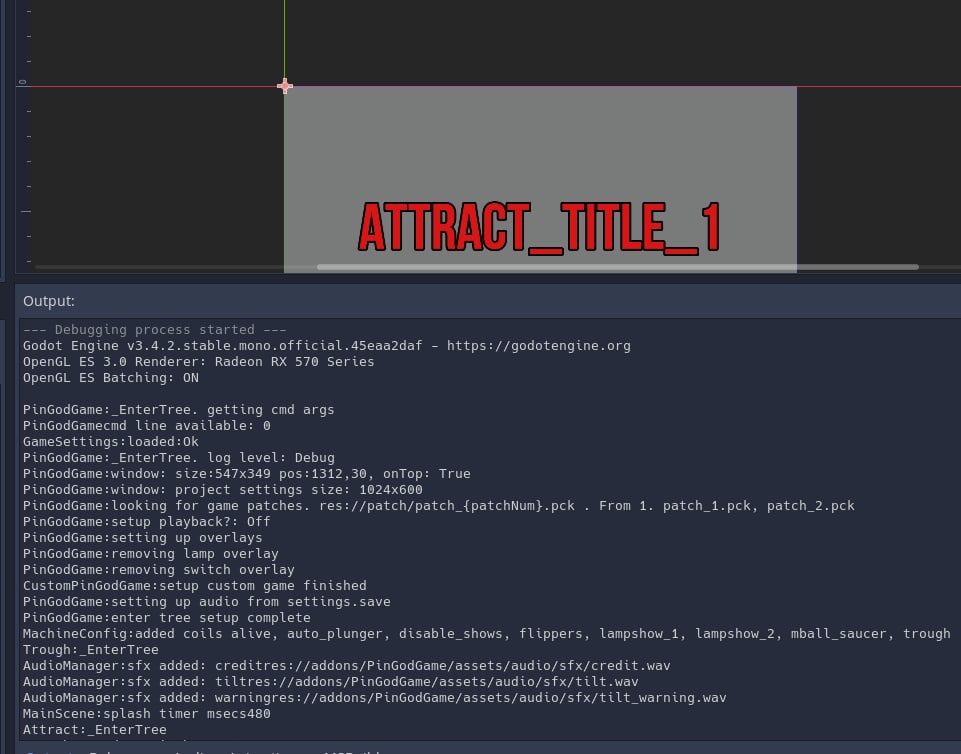 0
ATTRACT_TITLE_1
Output:
--- Debugging process started ---
Godot Engine v3.4.2.stable.mono.official.45eaa2daf - https://godotengine.org
OpenGL ES 3.0 Renderer: Radeon RX 570 Series
OpenGL ES Batching: ON
PinGodGame:_EnterTree. getting cmd args
PinGodGamecmd line available: 0
GameSettings:loaded:Ok
PinGodGame:_EnterTree. log level: Debug
PinGodGame:window: size:547x349 pos:1312,30, onTop: True
PinGodGame:window: project settings size: 1024x600
PinGodGame:looking for game patches. res://patch/patch_{patchNum}.pck . From 1. patch_1.pck, patch_2.pck
PinGodGame:setup playback?: Off
PinGodGame:setting up overlays
PinGodGame:removing lamp overlay
PinGodGame:removing switch overlay
CustomPinGodGame:setup custom game finished
PinGodGame:setting up audio from settings.save
PinGodGame:enter tree setup complete
MachineConfig:added coils alive, auto_plunger, disable_shows, flippers, lampshow_1, lampshow_2, mball_saucer, trough
Trough:_EnterTree
AudioManager:sfx added: creditres://addons/PinGodGame/assets/audio/sfx/credit.wav
AudioManager:sfx added: tiltres://addons/PinGodGame/assets/audio/sfx/tilt.wav
AudioManager:sfx added: warningres://addons/PinGodGame/assets/audio/sfx/tilt_warning.wav
MainScene:splash timer msecs480
Attract:_EnterTree